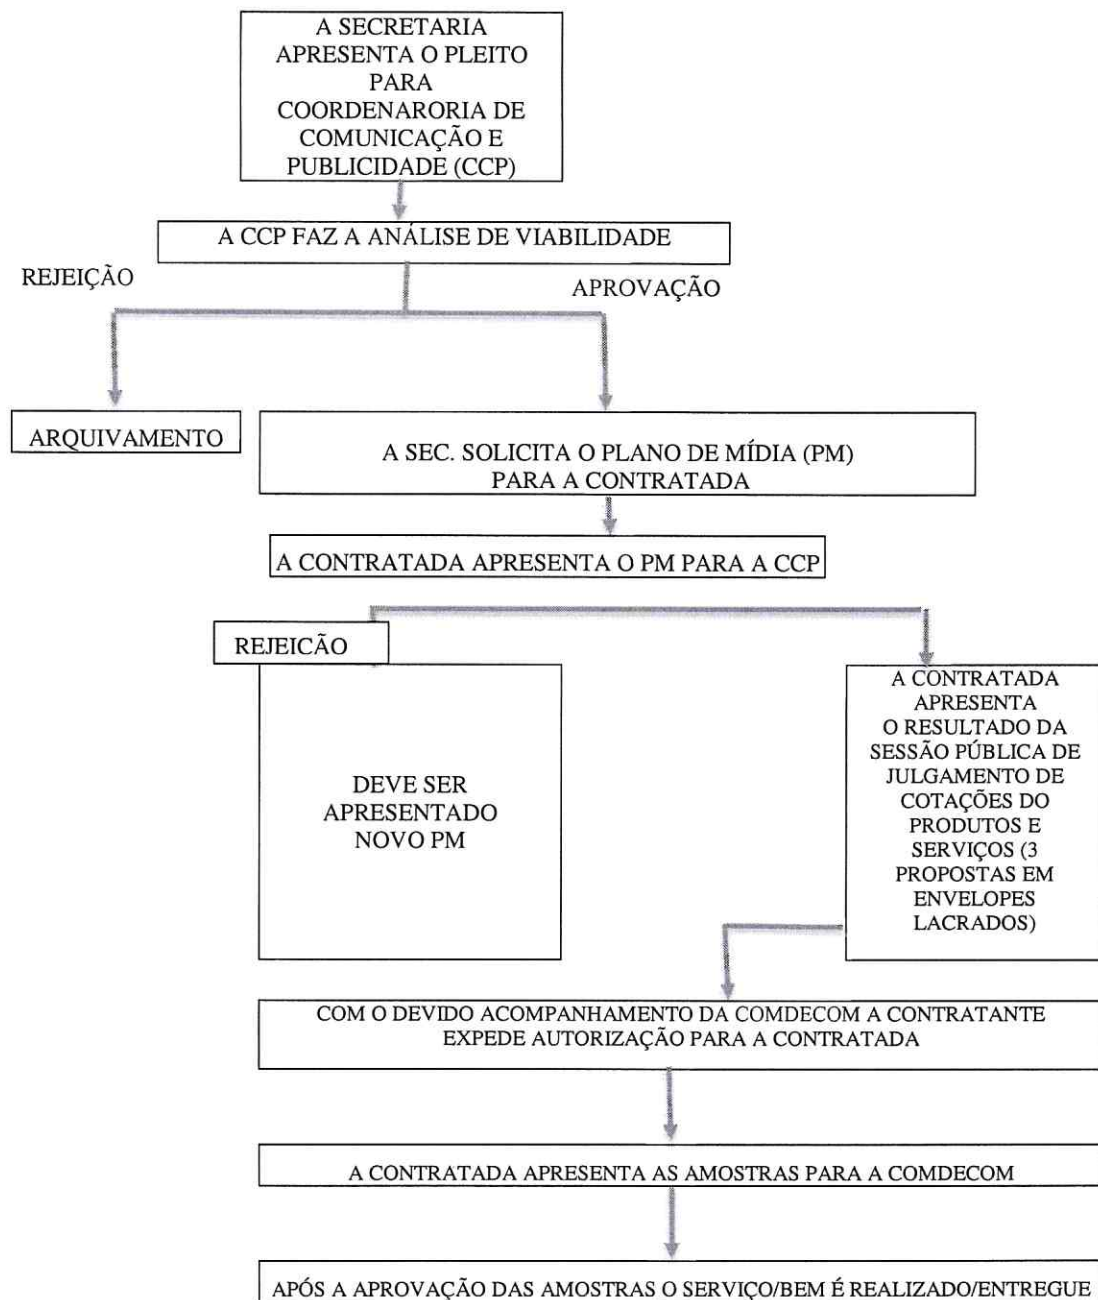 A SECRETARIA
APRESENTA O PLEITO
PARA
COORDENARORIA DE
COMUNICAÇÃO E
PUBLICIDADE (CCP)
A CCP FAZ A ANÁLISE DE VIABILIDADE
REJEIÇÃO
APROVAÇÃO
ARQUIVAMENTO
A SEC. SOLICITA O PLANO DE MÍDIA (PM)
PARA A CONTRATADA
A CONTRATADA APRESENTA O PM PARA A CCP
REJEICÃO
DEVE SER
APRESENTADO
NOVO PM
A CONTRATADA
APRESENTA
O RESULTADO DA
SESSÃO PÚBLICA DE
JULGAMENTO DE
COTAÇÕES DO
PRODUTOS E
SERVIÇOS (3
PROPOSTAS EM
ENVELOPES
LACRADOS)
COM O DEVIDO ACOMPANHAMENTO DA COMDECOM A CONTRATANTE
EXPEDE AUTORIZAÇÃO PARA A CONTRATADA
A CONTRATADA APRESENTA AS AMOSTRAS PARA A COMDECOM
APÓS A APROVAÇÃO DAS AMOSTRAS O SERVIÇO/BEM É REALIZADO/ENTREGUE